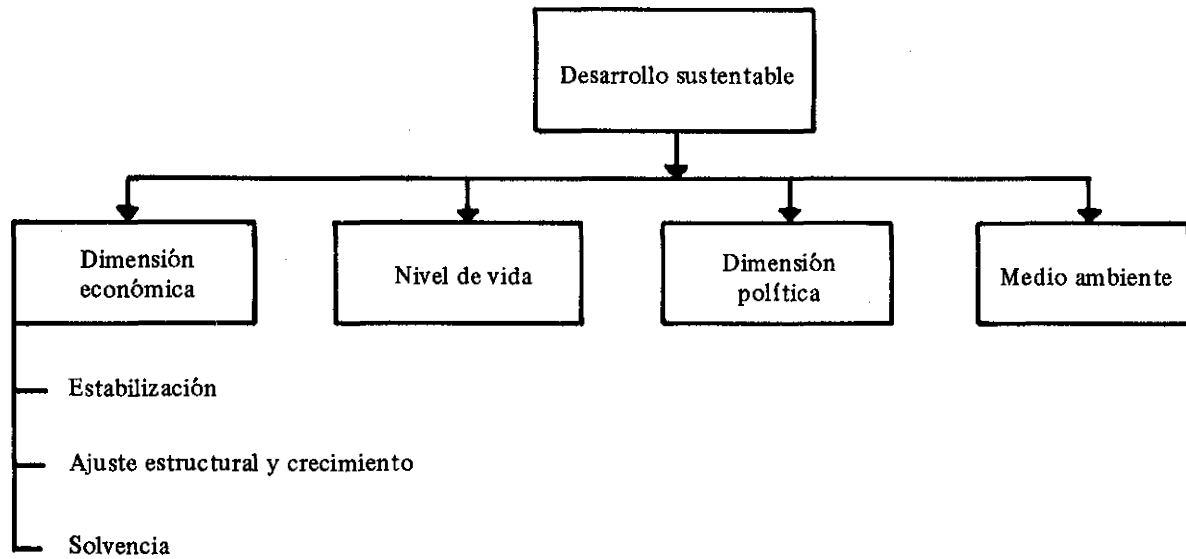 Desarrollo sustentable
Dimensión
económica
Nivel de vida
Dimensión
política
Medio ambiente
Estabilización
Ajuste estructural y crecimiento
Solvencia